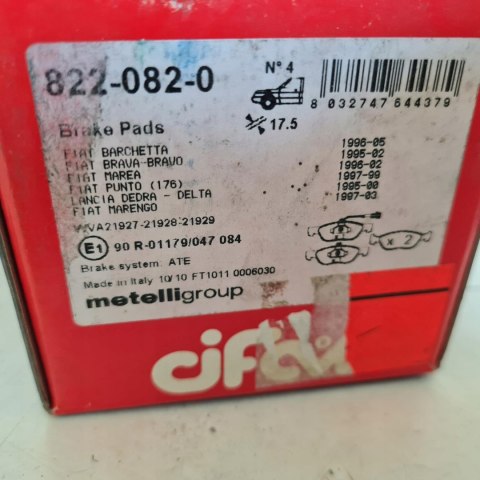 822-082-0
N° 4
8 032747 644379
17.5
Brake Pads
FIAT BARCHETTA 1996-05
FIAT BRAVA-BRAVO 1995-02
FIAT MAREA 1996-02
FIAT PUNTO (176) 1997-99
LANCIA DEDRA - DELTA 1995-00
FIAT MARENGO 1997-03
WVA21927-21928-21929
E1 90 R-01179/047 084
x 2
Brake system: ATE
Made in Italy 10/10 FT1011 0006030
metelligroup
cifam